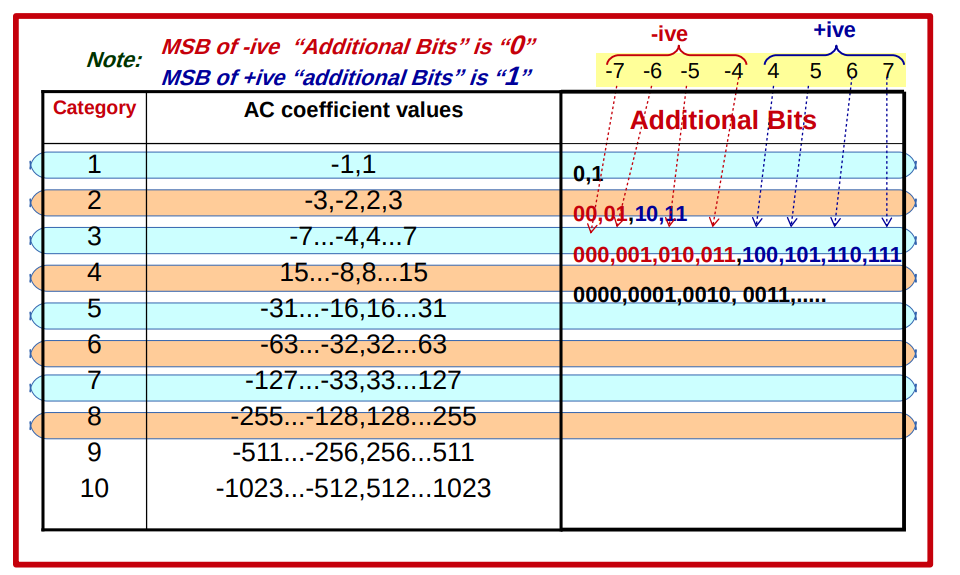 -ive +ive
Note: MSB of -ive “Additional Bits” is “0”
MSB of +ive “additional Bits” is “1”
-7 -6 -5 -4 4 5 6 7
Category AC coefficient values Additional Bits
1 -1,1 0,1
2 -3,-2,2,3 00,01,10,11
3 -7...-4,4...7 000,001,010,011,100,101,110,111
4 15...-8,8...15 0000,0001,0010, 0011,.....
5 -31...-16,16...31
6 -63...-32,32...63
7 -127...-33,33...127
8 -255...-128,128...255
9 -511...-256,256...511
10 -1023...-512,512...1023